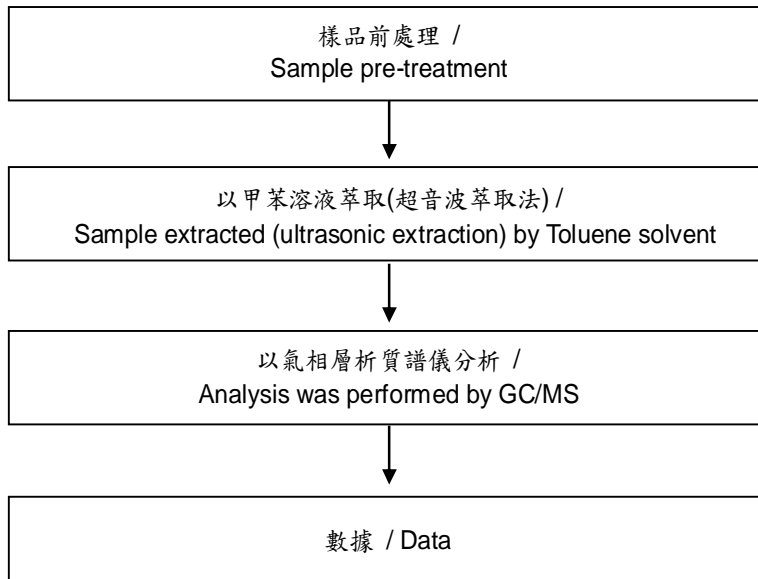 樣品前處理 /
Sample pre-treatment
以甲苯溶液萃取(超音波萃取法) /
Sample extracted (ultrasonic extraction) by Toluene solvent
以氣相層析質譜儀分析 /
Analysis was performed by GC/MS
數據 / Data